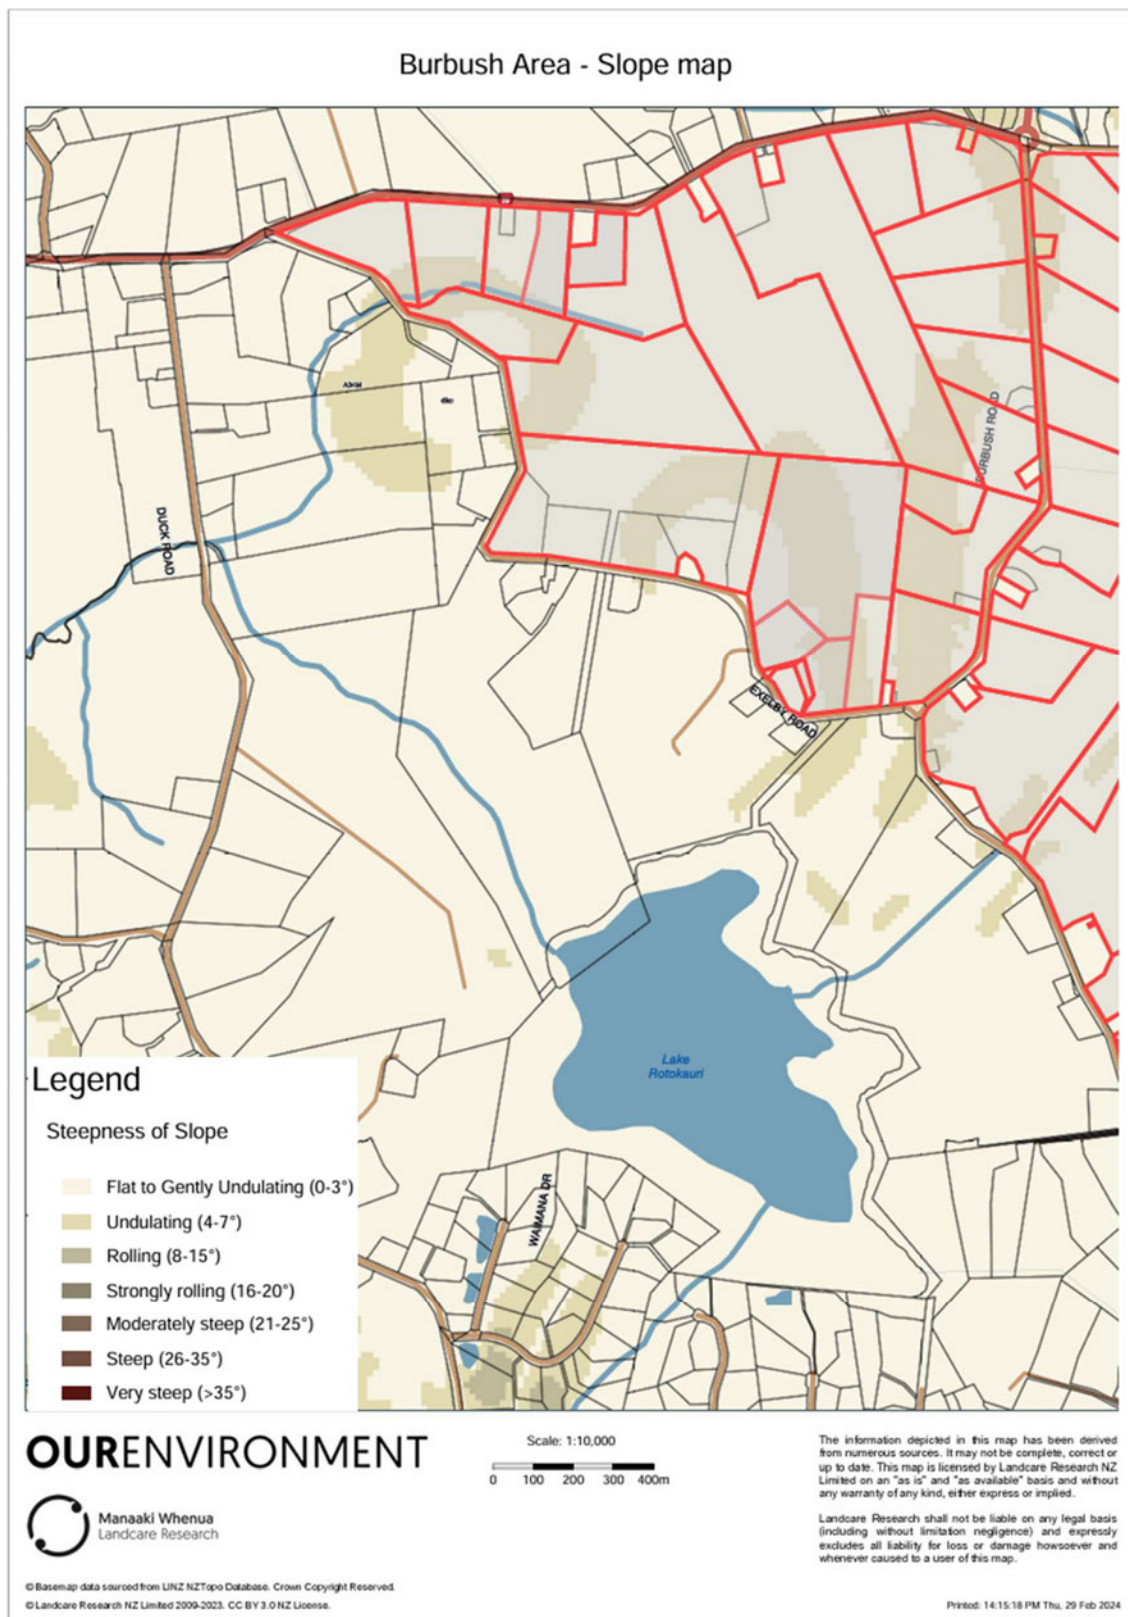 Burbush Area - Slope map
BURBUSH ROAD
DUCK ROAD
EXELBY ROAD
Lake
Rotokauri
WAIMANA DR
Legend
Steepness of Slope
Flat to Gently Undulating (0-3°)
Undulating (4-7°)
Rolling (8-15°)
Strongly rolling (16-20°)
Moderately steep (21-25°)
Steep (26-35°)
Very steep (>35°)
OURENVIRONMENT
Manaaki Whenua
Landcare Research
Scale: 1:10,000
0 100 200 300 400m
The information depicted in this map has been derived
from numerous sources. It may not be complete, correct or
up to date. This map is licensed by Landcare Research NZ
Limited on an "as is" and "as available" basis and without
any warranty of any kind, either express or implied.
Landcare Research shall not be liable on any legal basis
(including without limitation negligence) and expressly
excludes all liability for loss or damage howsoever and
whenever caused to a user of this map.
© Basemap data sourced from LINZ NZTopo Database. Crown Copyright Reserved.
© Landcare Research NZ Limited 2009-2023. CC BY 3.0 NZ License.
Printed: 14:15:18 PM Thu, 29 Feb 2024